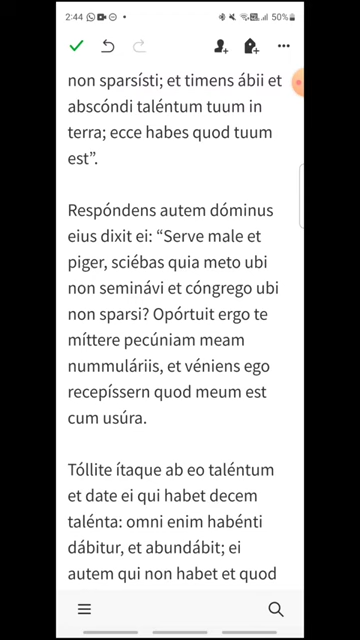 2:44
50%
non sparsísti; et timens ábii et
abscóndi taléntum tuum in
terra; ecce habes quod tuum
est”.
Respóndens autem dóminus
eius dixit ei: “Serve male et
piger, sciébas quia meto ubi
non seminávi et cóngrego ubi
non sparsi? Opórtuit ergo te
míttere pecúniam meam
nummuláriis, et véniens ego
recepíssern quod meum est
cum usúra.
Tóllite ítaque ab eo taléntum
et date ei qui habet decem
talénta: omni enim habénti
dábitur, et abundábit; ei
autem qui non habet et quod